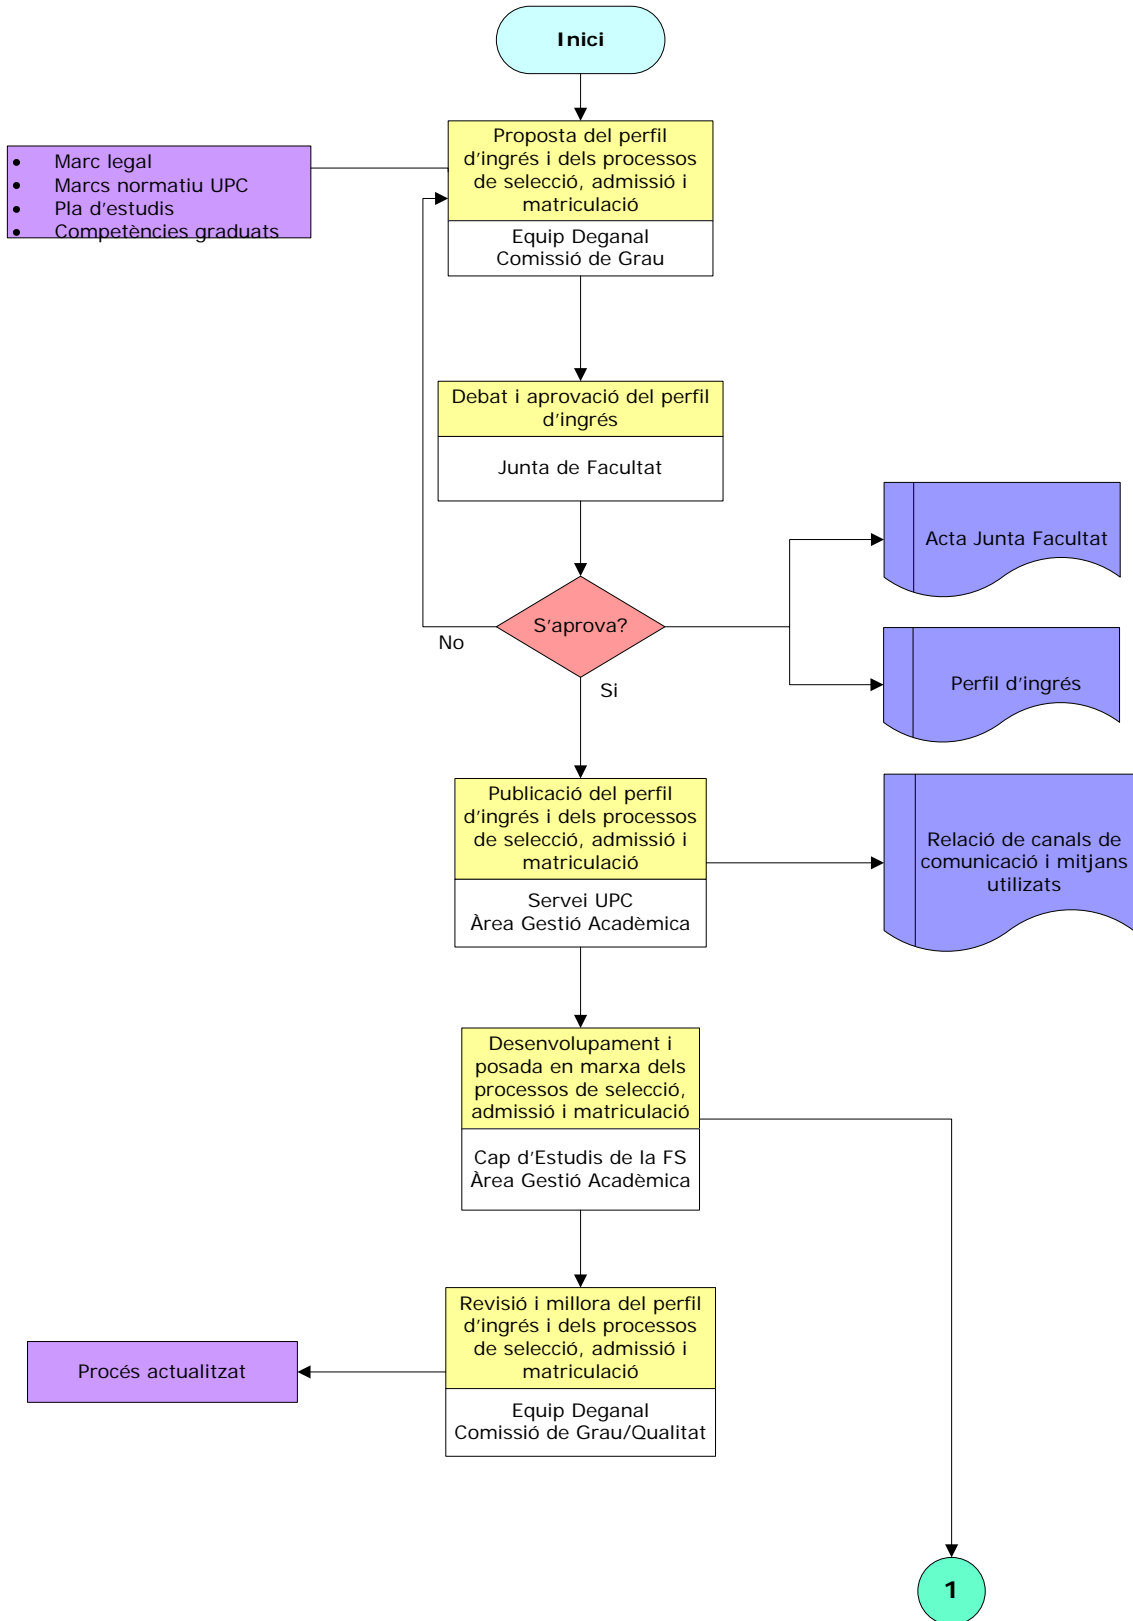 Inici
Proposta del perfil
d'ingrés i dels processos
de selecció, admissió i
matriculació
Equip Deganal
Comissió de Grau
• Marc legal
• Marcs normatiu UPC
• Pla d'estudis
• Competències graduats
Debat i aprovació del perfil
d'ingrés
Junta de Facultat
Acta Junta Facultat
S'aprova?
No
Si
Perfil d'ingrés
Publicació del perfil
d'ingrés i dels processos
de selecció, admissió i
matriculació
Servei UPC
Àrea Gestió Acadèmica
Relació de canals de
comunicació i mitjans
utilizats
Desenvolupament i
posada en marxa dels
processos de selecció,
admissió i matriculació
Cap d'Estudis de la FS
Àrea Gestió Acadèmica
Revisió i millora del perfil
d'ingrés i dels processos
de selecció, admissió i
matriculació
Equip Deganal
Comissió de Grau/Qualitat
Procés actualitzat
1